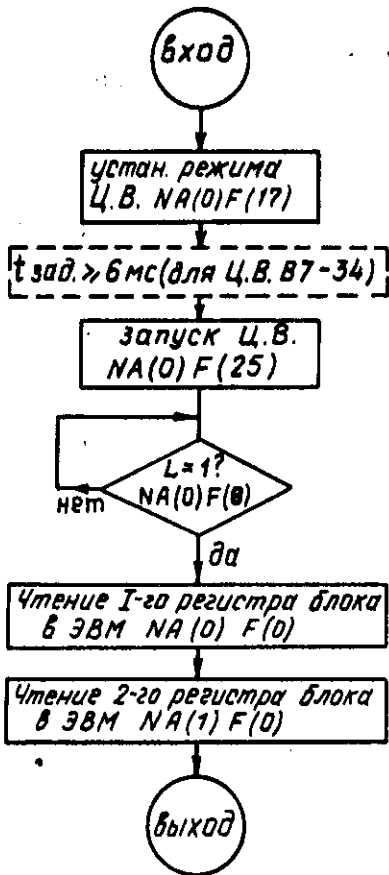 вход
устан. режима
Ц.В. NA(0)F(17)
t зад. ⩾ 6 мс (для Ц.В. В7-34)
Запуск Ц.В.
NA(0) F(25)
L=1?
NA(0)F(8)
нет
да
Чтение I-го регистра блока
в ЭВМ NA(0) F(0)
Чтение 2-го регистра блока
в ЭВМ NA(1) F(0)
выход